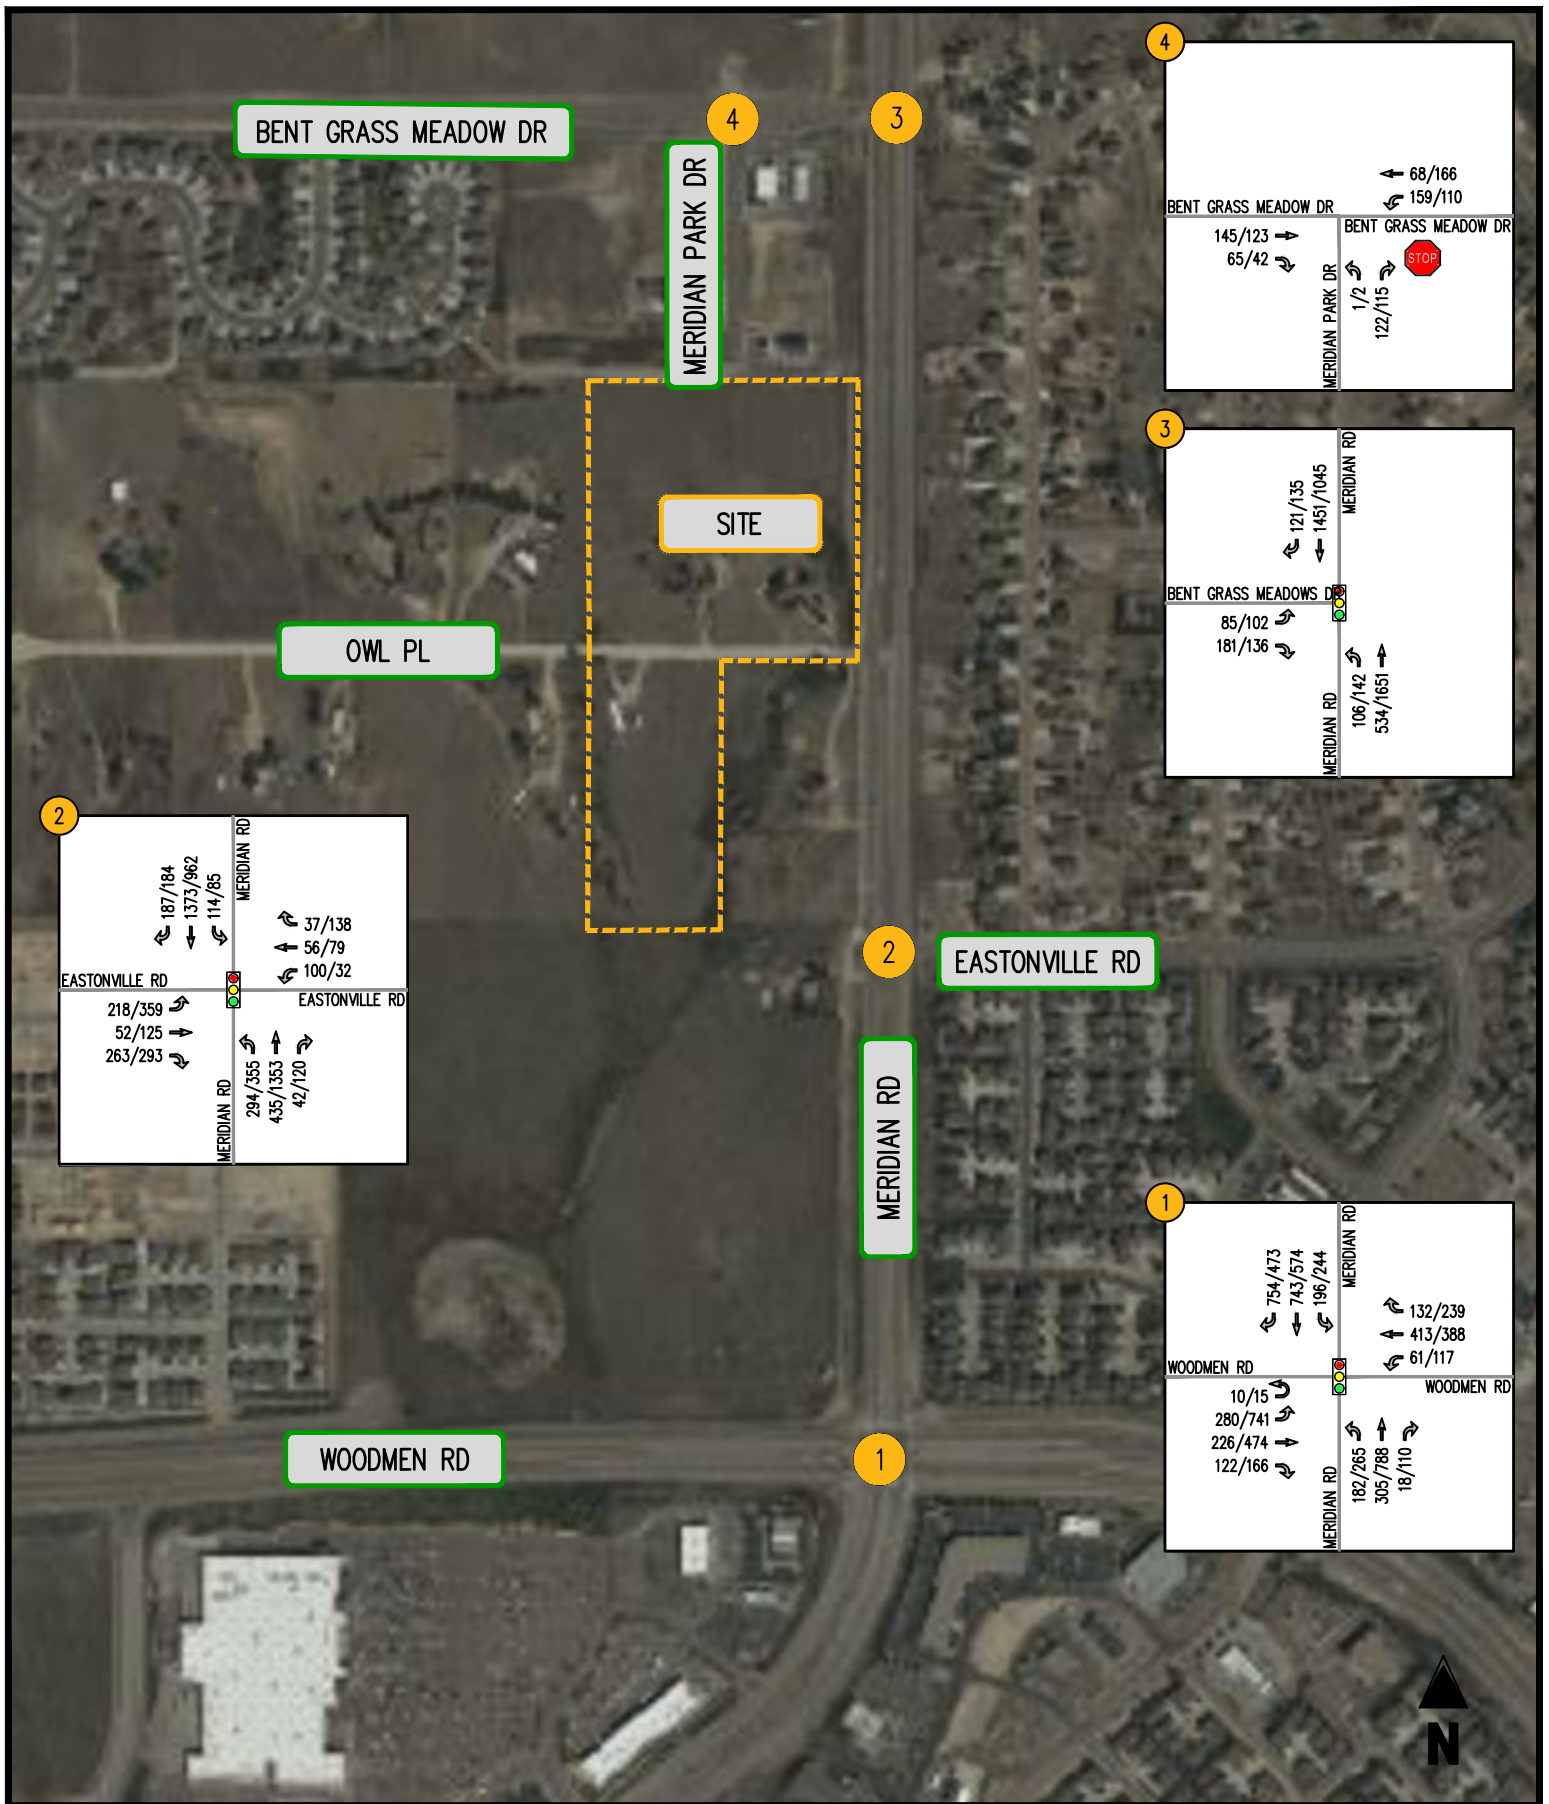 BENT GRASS MEADOW DR
4
3
MERIDIAN PARK DR
SITE
OWL PL
2
EASTONVILLE RD
MERIDIAN RD
WOODMEN RD
1
N
4
68/166
159/110
BENT GRASS MEADOW DR
BENT GRASS MEADOW DR
145/123
65/42
STOP
MERIDIAN PARK DR
1/2
122/115
3
MERIDIAN RD
121/135
1451/1045
BENT GRASS MEADOWS DR
85/102
181/136
MERIDIAN RD
106/142
534/1651
2
187/184
1373/962
114/85
MERIDIAN RD
37/138
56/79
100/32
EASTONVILLE RD
EASTONVILLE RD
218/359
52/125
263/293
MERIDIAN RD
294/355
435/1353
42/120
1
754/473
743/574
196/244
MERIDIAN RD
132/239
413/388
61/117
WOODMEN RD
WOODMEN RD
10/15
280/741
226/474
122/166
MERIDIAN RD
182/265
305/788
18/110